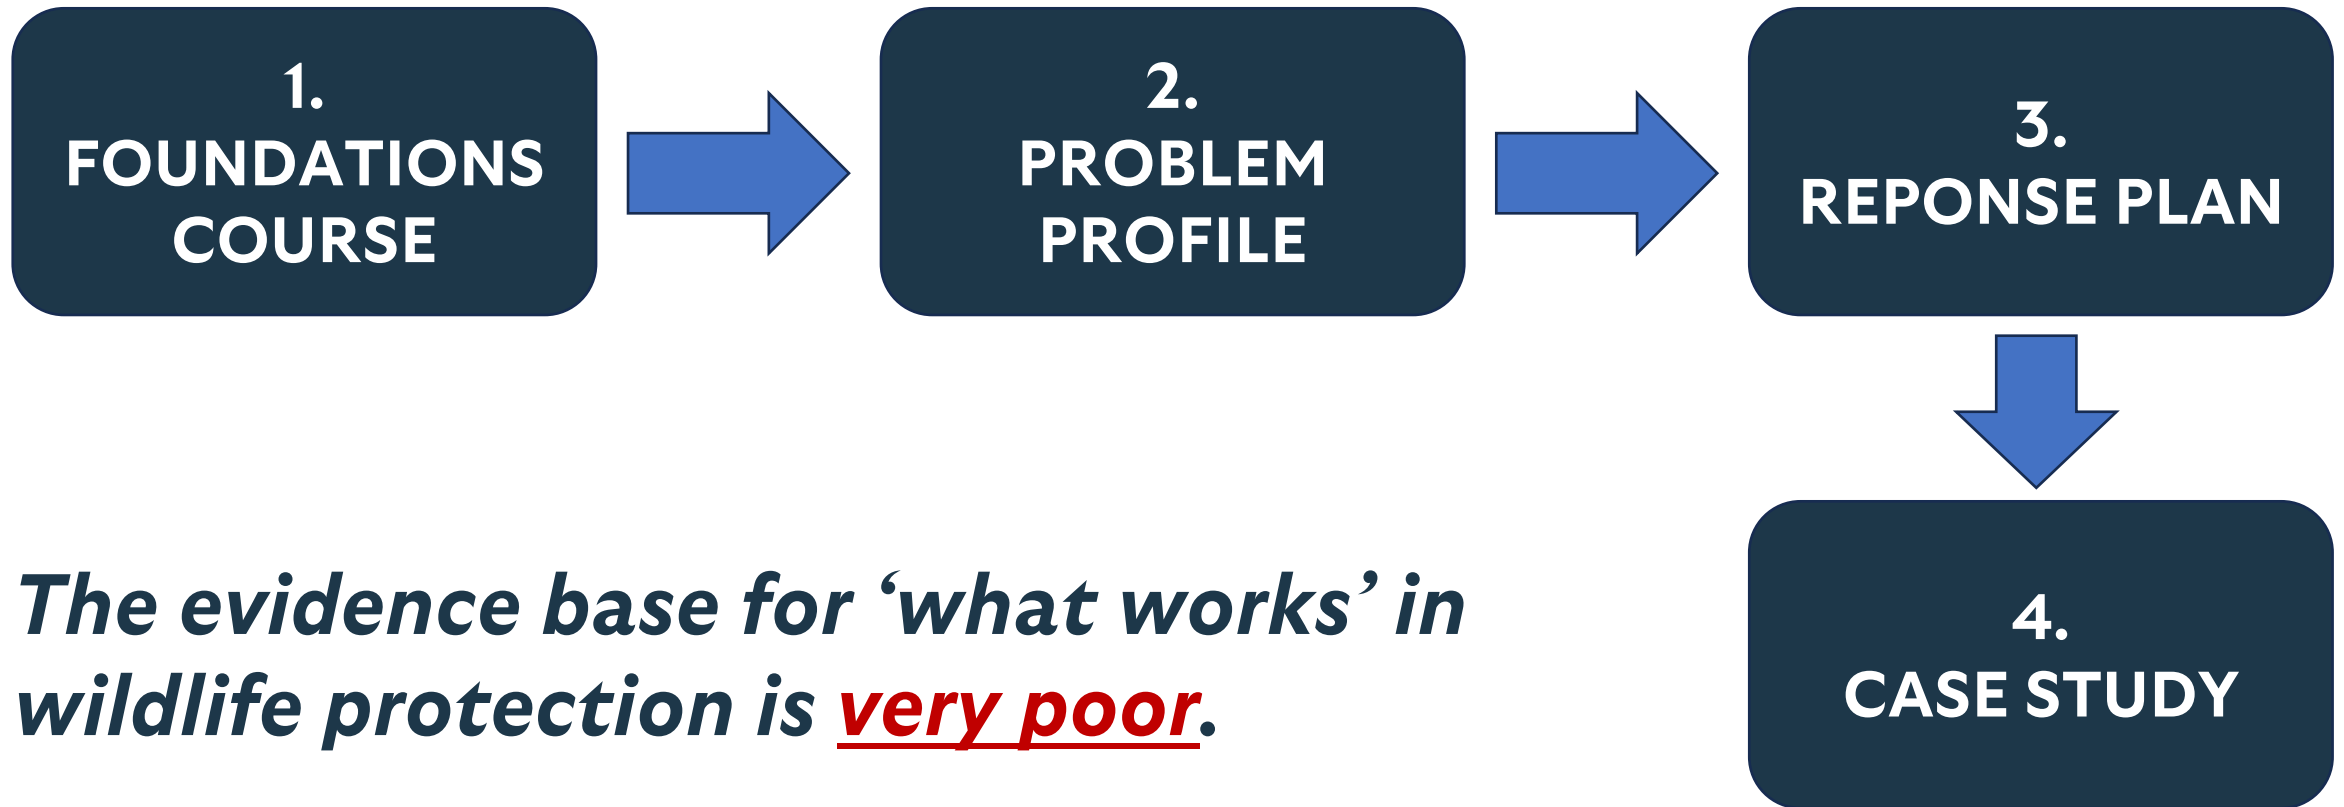 1.
FOUNDATIONS
COURSE
2.
PROBLEM
PROFILE
3.
REPONSE PLAN
4.
CASE STUDY
The evidence base for ‘what works’ in
wildlife protection is very poor.